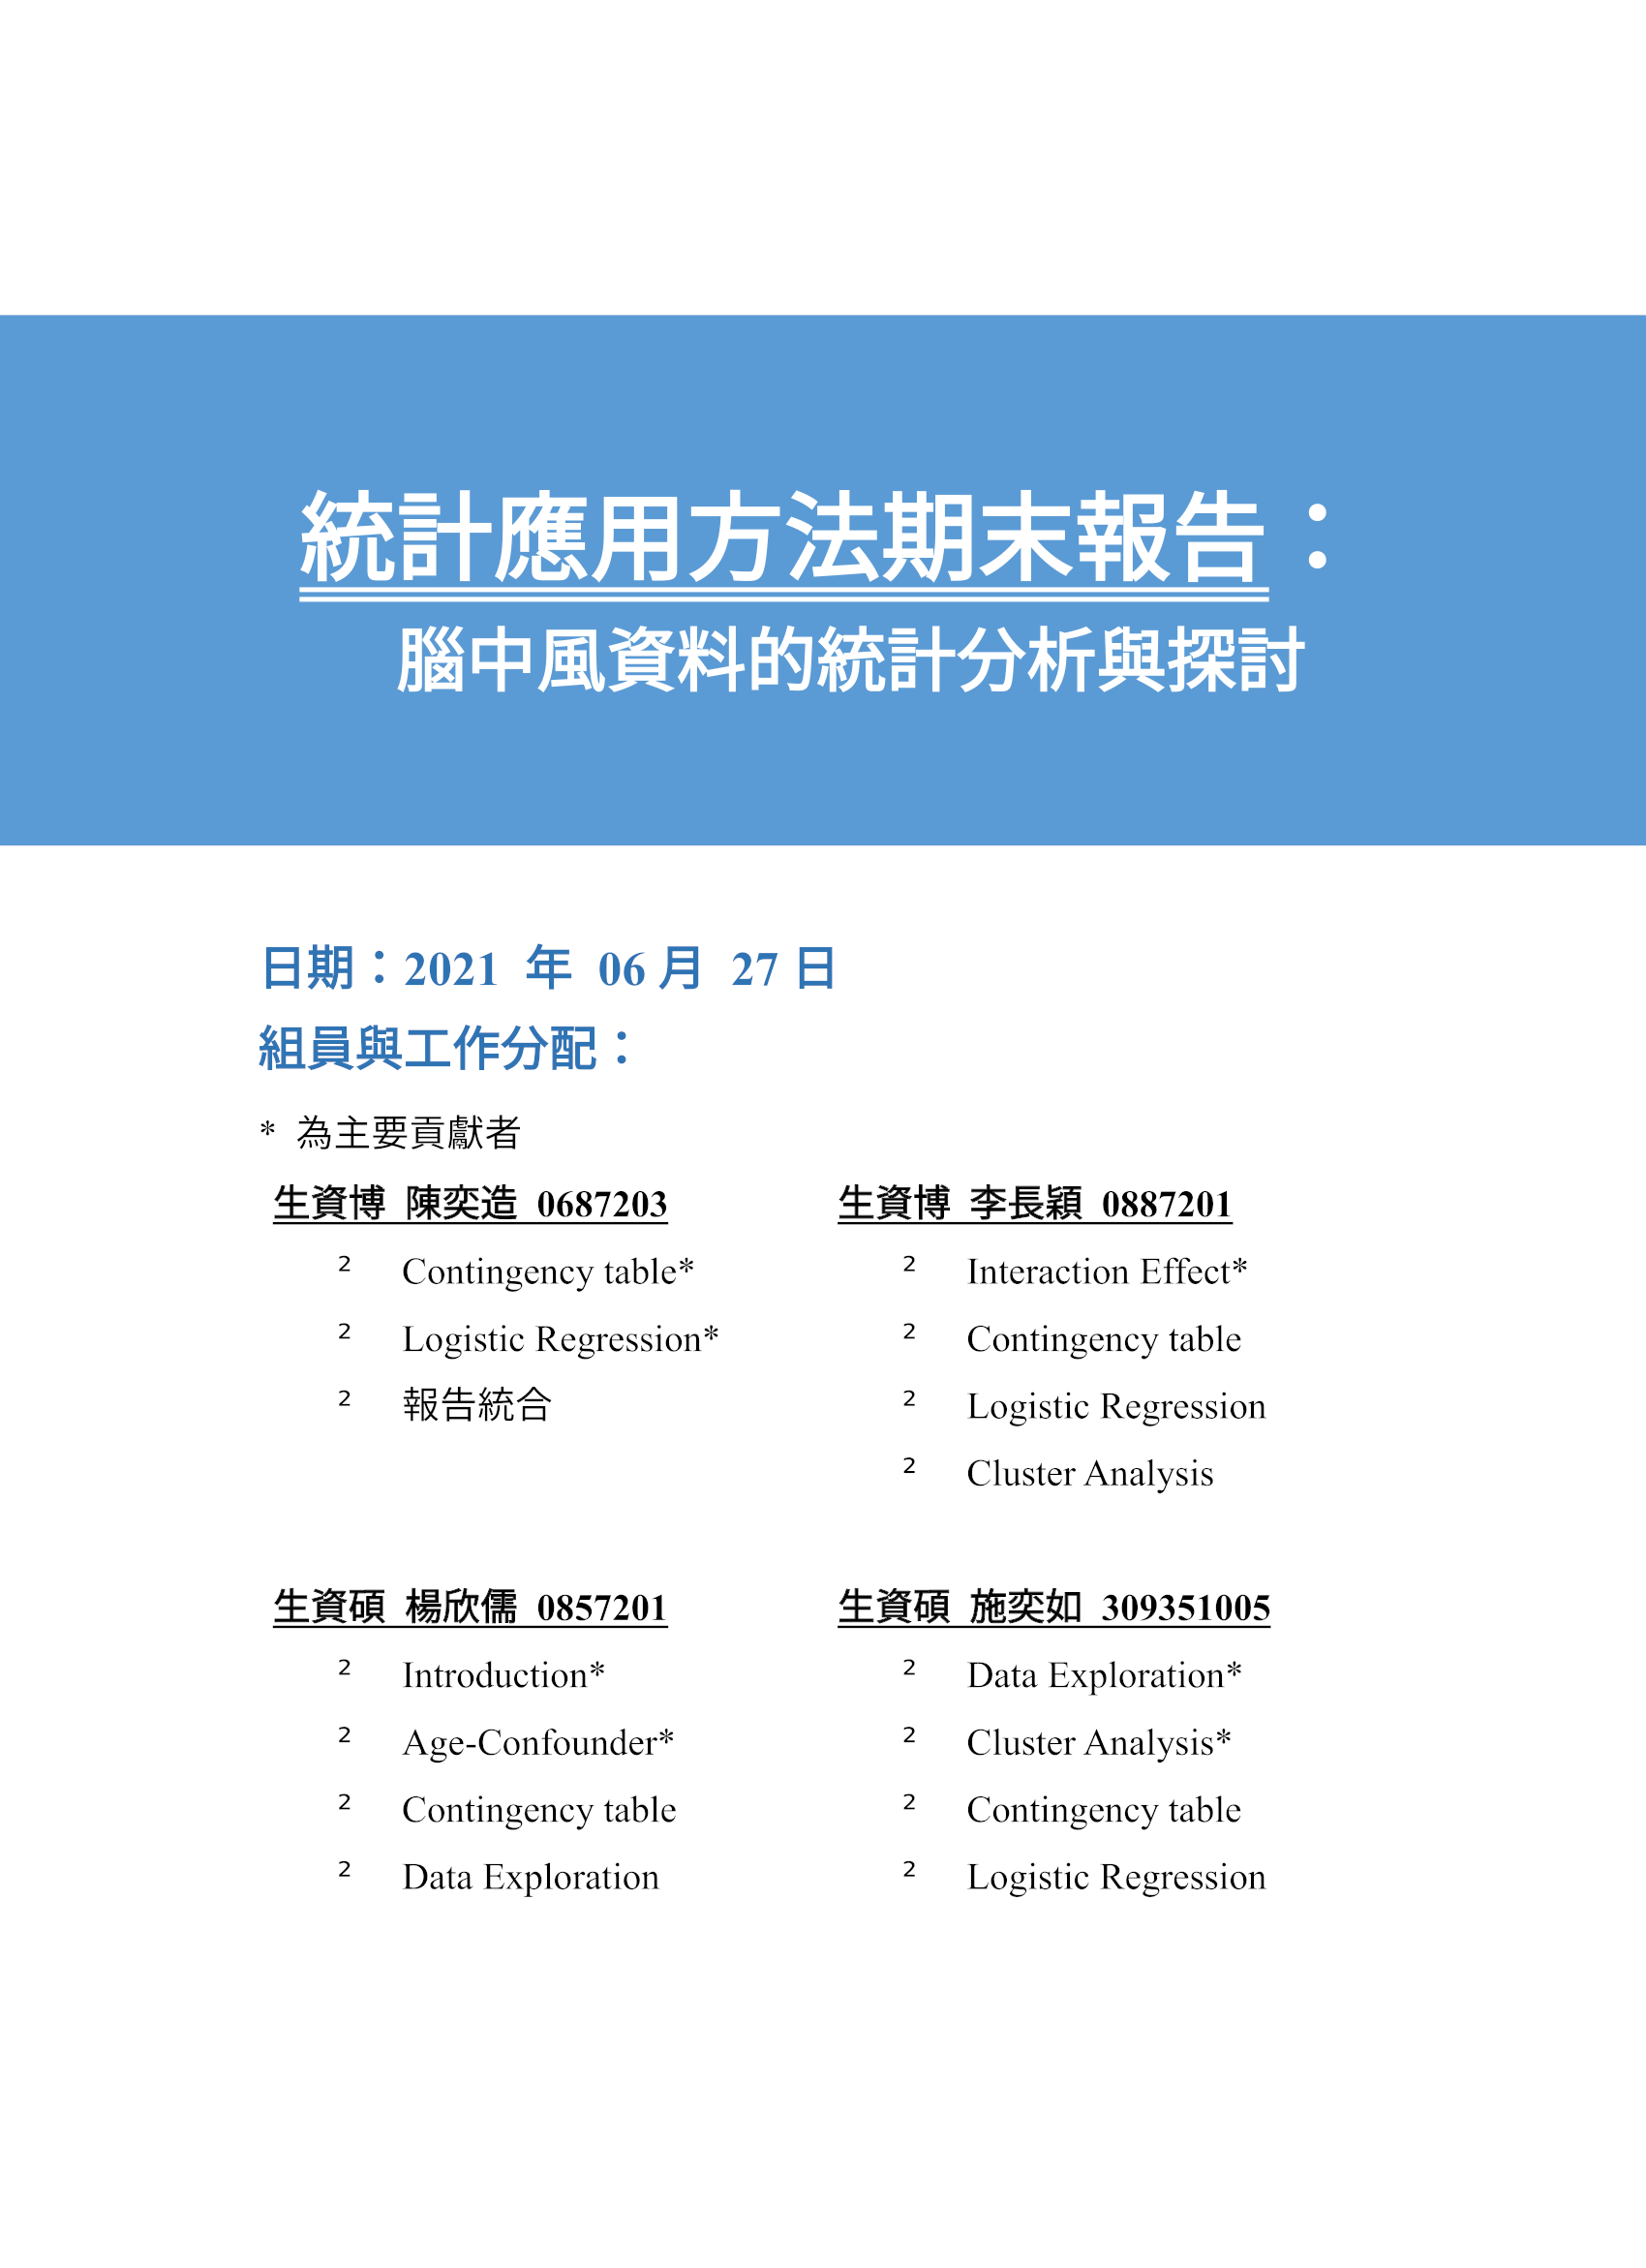 統計應用方法期末報告：
腦中風資料的統計分析與探討
日期：2021 年 06 月 27 日
組員與工作分配：
* 為主要貢獻者
生資博 陳奕造 0687203
² Contingency table*
² Logistic Regression*
² 報告統合
生資博 李長穎 0887201
² Interaction Effect*
² Contingency table
² Logistic Regression
² Cluster Analysis
生資碩 楊欣儒 0857201
² Introduction*
² Age-Confounder*
² Contingency table
² Data Exploration
生資碩 施奕如 309351005
² Data Exploration*
² Cluster Analysis*
² Contingency table
² Logistic Regression